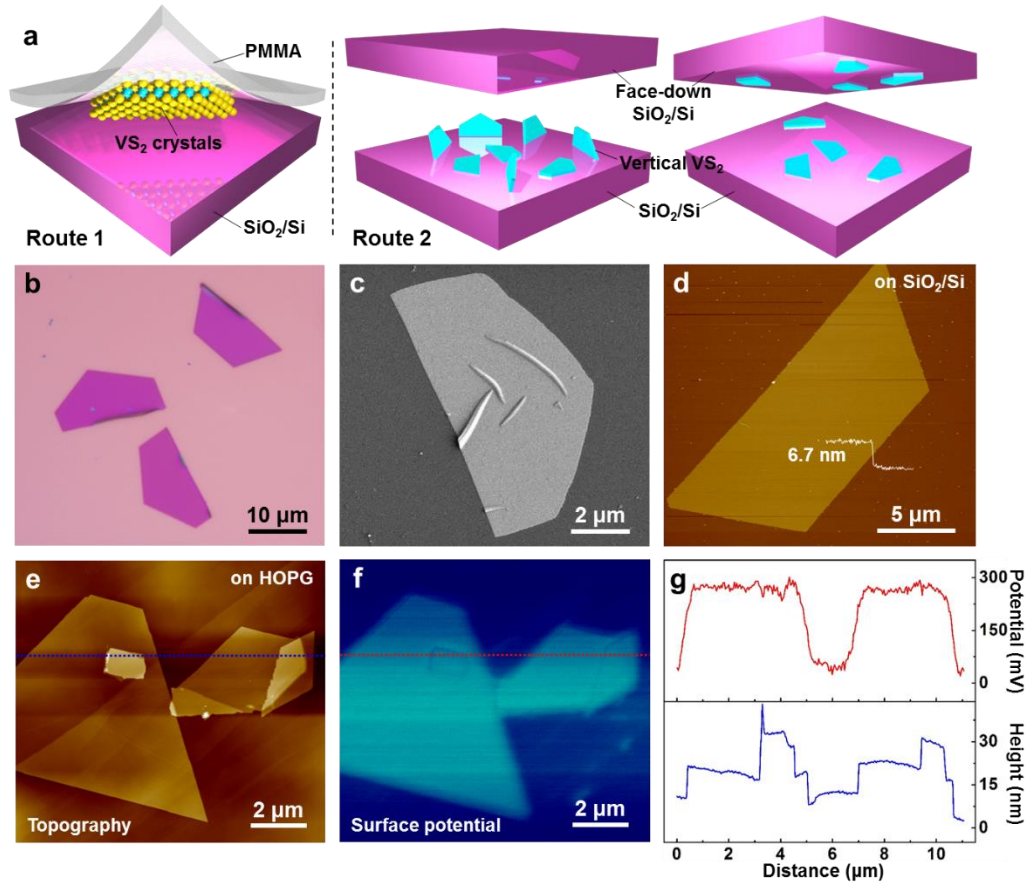 a
PMMA
VS₂ crystals
SiO₂/Si
Route 1
Face-down
SiO₂/Si
Vertical VS₂
SiO₂/Si
Route 2
b
10 μm
c
2 μm
d
on SiO₂/Si
6.7 nm
5 μm
e
on HOPG
Topography
2 μm
f
Surface potential
2 μm
g
300
150
0
Potential (mV)
30
15
0
Height (nm)
0 2 4 6 8 10
Distance (μm)